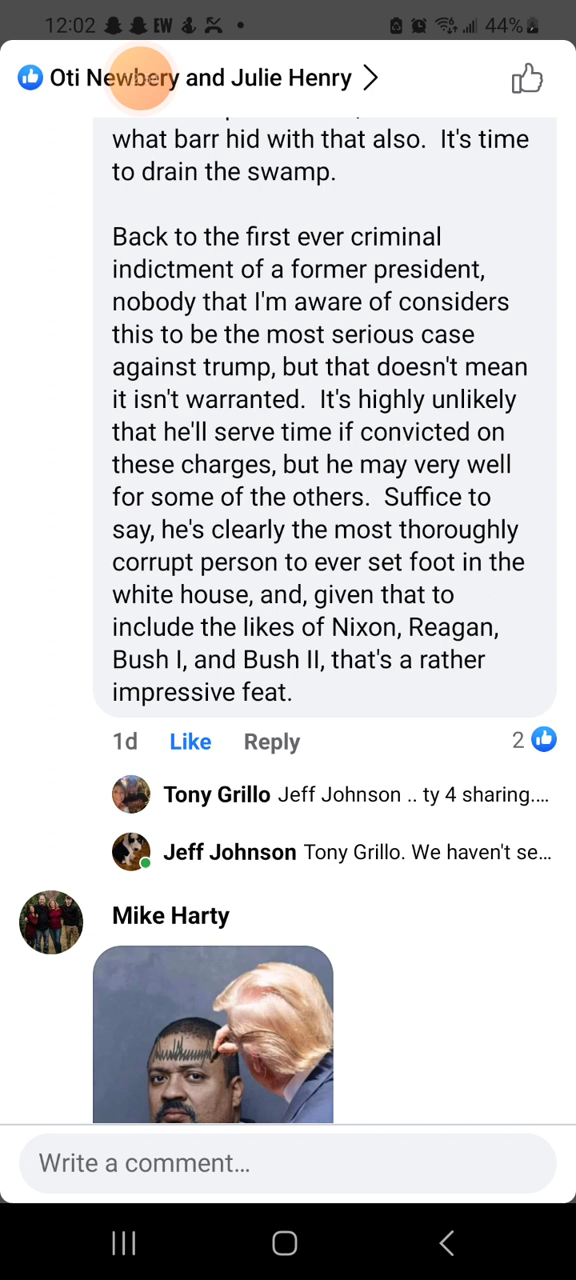 12:02 EW 44%
Oti Newbery and Julie Henry
what barr hid with that also. It's time
to drain the swamp.
Back to the first ever criminal
indictment of a former president,
nobody that I'm aware of considers
this to be the most serious case
against trump, but that doesn't mean
it isn't warranted. It's highly unlikely
that he'll serve time if convicted on
these charges, but he may very well
for some of the others. Suffice to
say, he's clearly the most thoroughly
corrupt person to ever set foot in the
white house, and, given that to
include the likes of Nixon, Reagan,
Bush I, and Bush II, that's a rather
impressive feat.
1d Like Reply 2
Tony Grillo Jeff Johnson .. ty 4 sharing....
Jeff Johnson Tony Grillo. We haven't se...
Mike Harty
Write a comment...